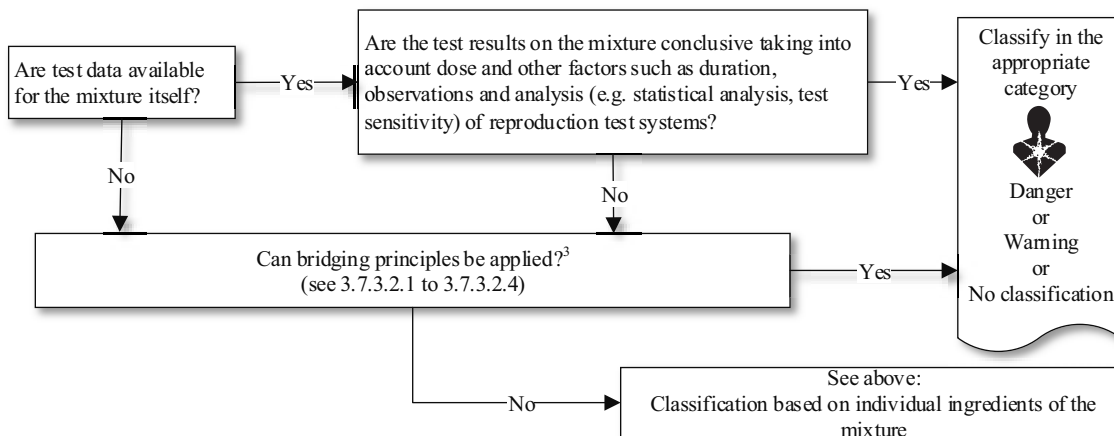 Are test data available
for the mixture itself?
Yes
Are the test results on the mixture conclusive taking into
account dose and other factors such as duration,
observations and analysis (e.g. statistical analysis, test
sensitivity) of reproduction test systems?
Yes
Classify in the
appropriate
category
Danger
or
Warning
or
No classification
No
No
Can bridging principles be applied?³
(see 3.7.3.2.1 to 3.7.3.2.4)
Yes
No
See above:
Classification based on individual ingredients of the
mixture